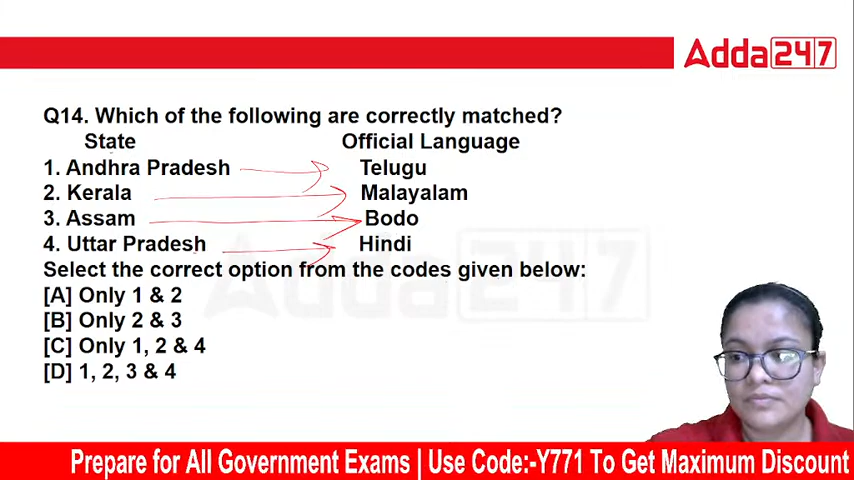 Adda247
Q14. Which of the following are correctly matched?
State Official Language
1. Andhra Pradesh Telugu
2. Kerala Malayalam
3. Assam Bodo
4. Uttar Pradesh Hindi
Select the correct option from the codes given below:
[A] Only 1 & 2
[B] Only 2 & 3
[C] Only 1, 2 & 4
[D] 1, 2, 3 & 4
Adda247
Prepare for All Government Exams | Use Code:-Y771 To Get Maximum Discount